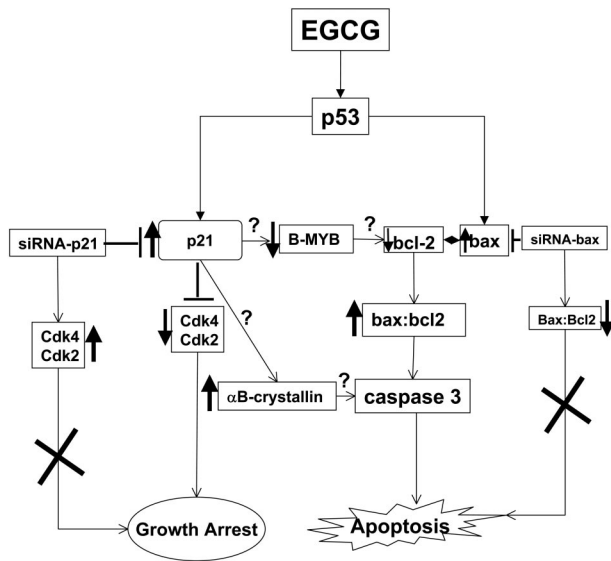 EGCG
p53
siRNA-p21
p21
?
B-MYB
?
bcl-2
bax
siRNA-bax
Cdk4
Cdk2
Cdk4
Cdk2
?
bax:bcl2
Bax:Bcl2
αB-crystallin
?
caspase 3
Growth Arrest
Apoptosis